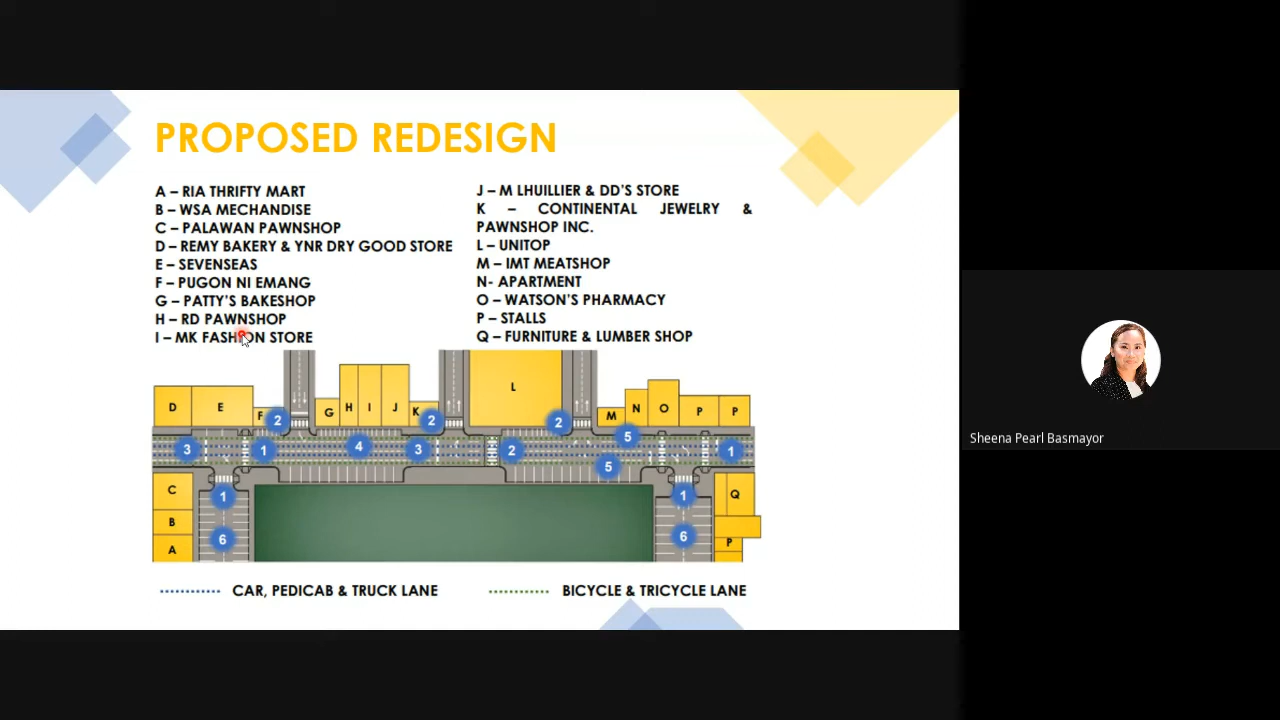 PROPOSED REDESIGN
A – RIA THRIFTY MART
B – WSA MECHANDISE
C – PALAWAN PAWNSHOP
D – REMY BAKERY & YNR DRY GOOD STORE
E – SEVENSEAS
F – PUGON NI EMANG
G – PATTY'S BAKESHOP
H – RD PAWNSHOP
I – MK FASHION STORE
J – M LHUILLIER & DD'S STORE
K – CONTINENTAL JEWELRY &
PAWNSHOP INC.
L – UNITOP
M – IMT MEATSHOP
N- APARTMENT
O – WATSON'S PHARMACY
P – STALLS
Q – FURNITURE & LUMBER SHOP
L
D E F 2 G H I J K 2 2 M N O P P
5
3 1 4 3 2 5 1
C 1 1 Q
B
6 6 P
A
CAR, PEDICAB & TRUCK LANE
BICYCLE & TRICYCLE LANE
Sheena Pearl Basmayor